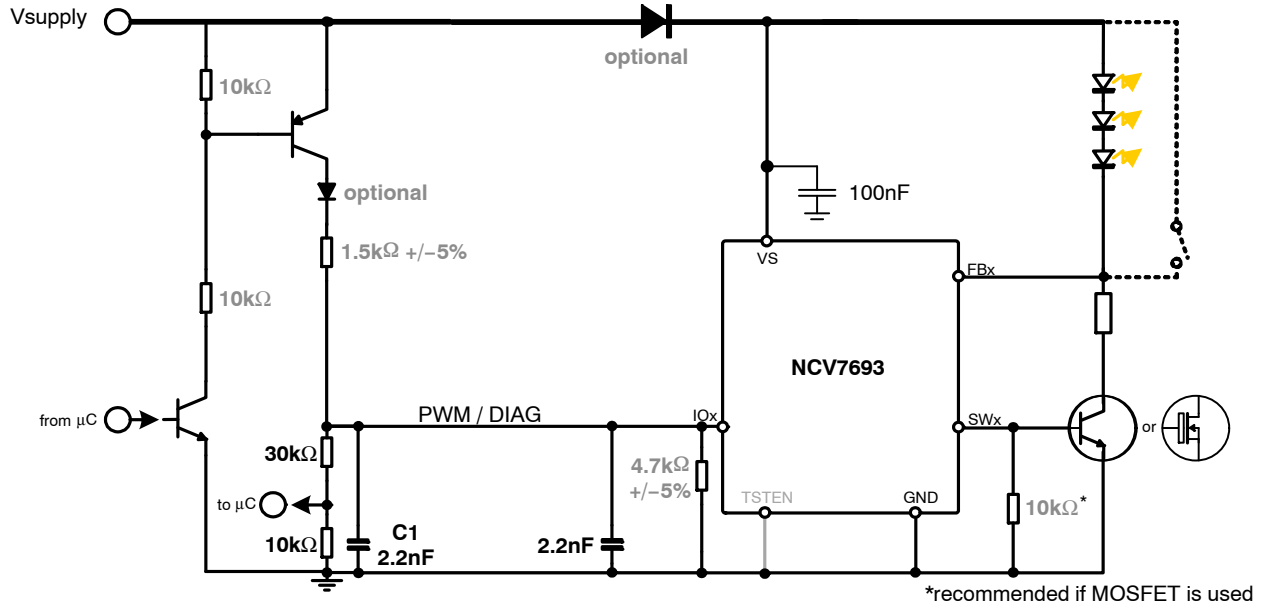 Vsupply
optional
10kΩ
optional
100nF
1.5kΩ +/−5%
VS
FBx
10kΩ
NCV7693
from μC
PWM / DIAG
IOx
SWx
or
30kΩ
4.7kΩ
+/−5%
to μC
TSTEN
GND
10kΩ*
10kΩ
C1
2.2nF
2.2nF
*recommended if MOSFET is used